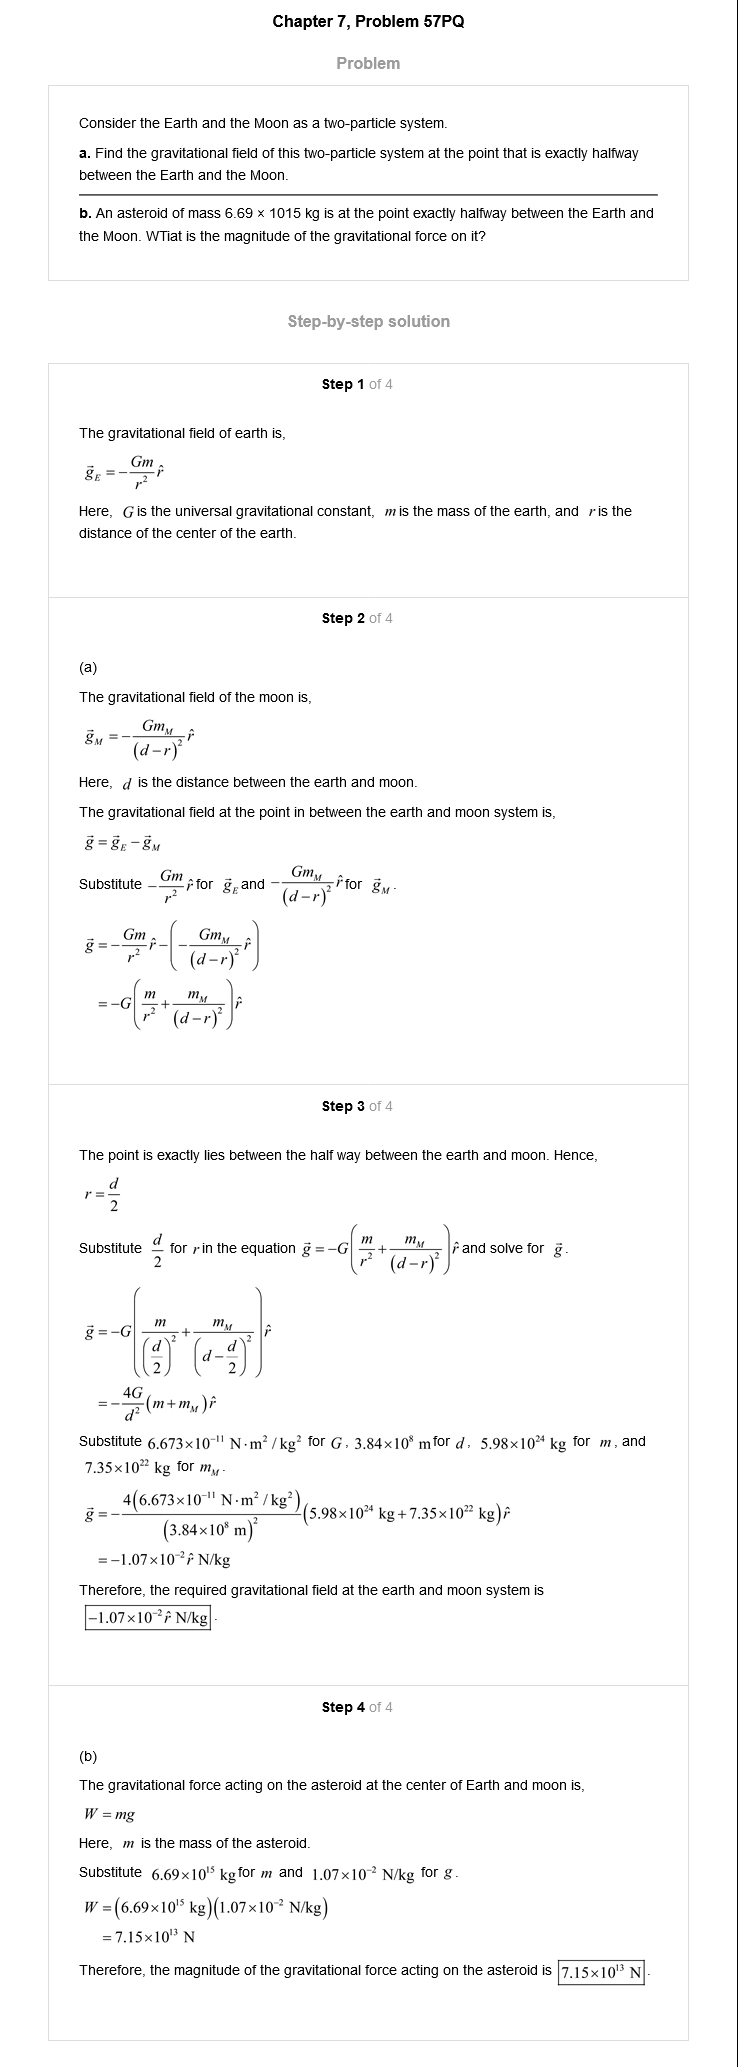 Chapter 7, Problem 57PQ
Problem
Consider the Earth and the Moon as a two-particle system.
a. Find the gravitational field of this two-particle system at the point that is exactly halfway
between the Earth and the Moon.
b. An asteroid of mass 6.69 × 1015 kg is at the point exactly halfway between the Earth and
the Moon. WTiat is the magnitude of the gravitational force on it?
Step-by-step solution
Step 1 of 4
The gravitational field of earth is,
$\vec{g}_E = -\frac{Gm}{r^2}\hat{r}$
Here, $G$ is the universal gravitational constant, $m$ is the mass of the earth, and $r$ is the
distance of the center of the earth.
Step 2 of 4
(a)
The gravitational field of the moon is,
$\vec{g}_M = -\frac{Gm_M}{(d-r)^2}\hat{r}$
Here, $d$ is the distance between the earth and moon.
The gravitational field at the point in between the earth and moon system is,
$\vec{g} = \vec{g}_E - \vec{g}_M$
Substitute $-\frac{Gm}{r^2}\hat{r}$ for $\vec{g}_E$ and $-\frac{Gm_M}{(d-r)^2}\hat{r}$ for $\vec{g}_M$.
$\vec{g} = -\frac{Gm}{r^2}\hat{r} - \left(-\frac{Gm_M}{(d-r)^2}\hat{r}\right)$
$= -G\left(\frac{m}{r^2} + \frac{m_M}{(d-r)^2}\right)\hat{r}$
Step 3 of 4
The point is exactly lies between the half way between the earth and moon. Hence,
$r = \frac{d}{2}$
Substitute $\frac{d}{2}$ for $r$ in the equation $\vec{g} = -G\left(\frac{m}{r^2} + \frac{m_M}{(d-r)^2}\right)\hat{r}$ and solve for $\vec{g}$.
$\vec{g} = -G\left(\frac{m}{\left(\frac{d}{2}\right)^2} + \frac{m_M}{\left(d-\frac{d}{2}\right)^2}\right)\hat{r}$
$= -\frac{4G}{d^2}(m + m_M)\hat{r}$
Substitute $6.673\times10^{-11}$ N·m$^2$/kg$^2$ for $G$, $3.84\times10^8$ m for $d$, $5.98\times10^{24}$ kg for $m$, and
$7.35\times10^{22}$ kg for $m_M$.
$\vec{g} = -\frac{4(6.673\times10^{-11}\text{ N·m}^2/\text{kg}^2)}{(3.84\times10^8\text{ m})^2}(5.98\times10^{24}\text{ kg} + 7.35\times10^{22}\text{ kg})\hat{r}$
$= -1.07\times10^{-2}\hat{r}$ N/kg
Therefore, the required gravitational field at the earth and moon system is
$-1.07\times10^{-2}\hat{r}$ N/kg.
Step 4 of 4
(b)
The gravitational force acting on the asteroid at the center of Earth and moon is,
$W = mg$
Here, $m$ is the mass of the asteroid.
Substitute $6.69\times10^{15}$ kg for $m$ and $1.07\times10^{-2}$ N/kg for $g$.
$W = (6.69\times10^{15}\text{ kg})(1.07\times10^{-2}\text{ N/kg})$
$= 7.15\times10^{13}$ N
Therefore, the magnitude of the gravitational force acting on the asteroid is $7.15\times10^{13}$ N.